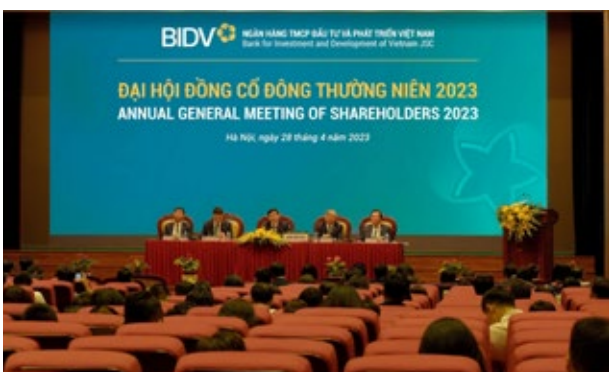 BIDV
NGÂN HÀNG TMCP ĐẦU TƯ VÀ PHÁT TRIỂN VIỆT NAM
Bank for Investment and Development of Vietnam JSC
ĐẠI HỘI ĐỒNG CỔ ĐÔNG THƯỜNG NIÊN 2023
ANNUAL GENERAL MEETING OF SHAREHOLDERS 2023
Hà Nội, ngày 28 tháng 4 năm 2023